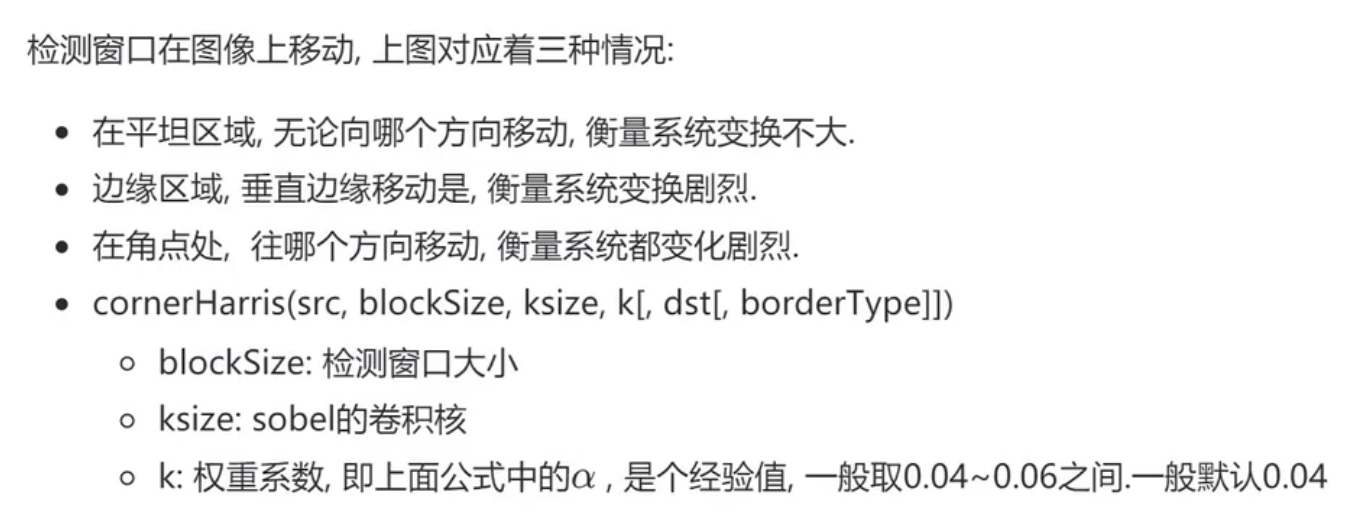 检测窗口在图像上移动, 上图对应着三种情况:
在平坦区域, 无论向哪个方向移动, 衡量系统变换不大.
边缘区域, 垂直边缘移动是, 衡量系统变换剧烈.
在角点处, 往哪个方向移动, 衡量系统都变化剧烈.
cornerHarris(src, blockSize, ksize, k[, dst[, borderType]])
blockSize: 检测窗口大小
ksize: sobel的卷积核
k: 权重系数, 即上面公式中的α , 是个经验值, 一般取0.04~0.06之间.一般默认0.04